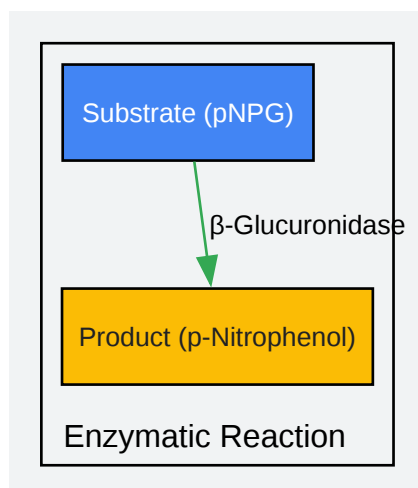 Substrate (pNPG)
β-Glucuronidase
Product (p-Nitrophenol)
Enzymatic Reaction